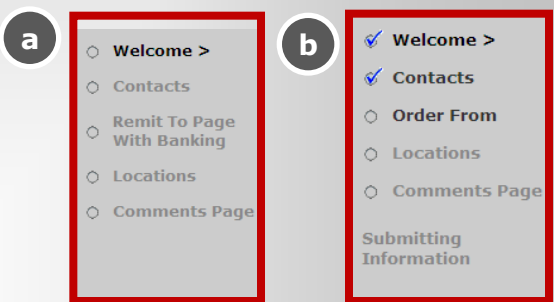 a
Welcome >
Contacts
Remit To Page
With Banking
Locations
Comments Page
b
Welcome >
Contacts
Order From
Locations
Comments Page
Submitting
Information